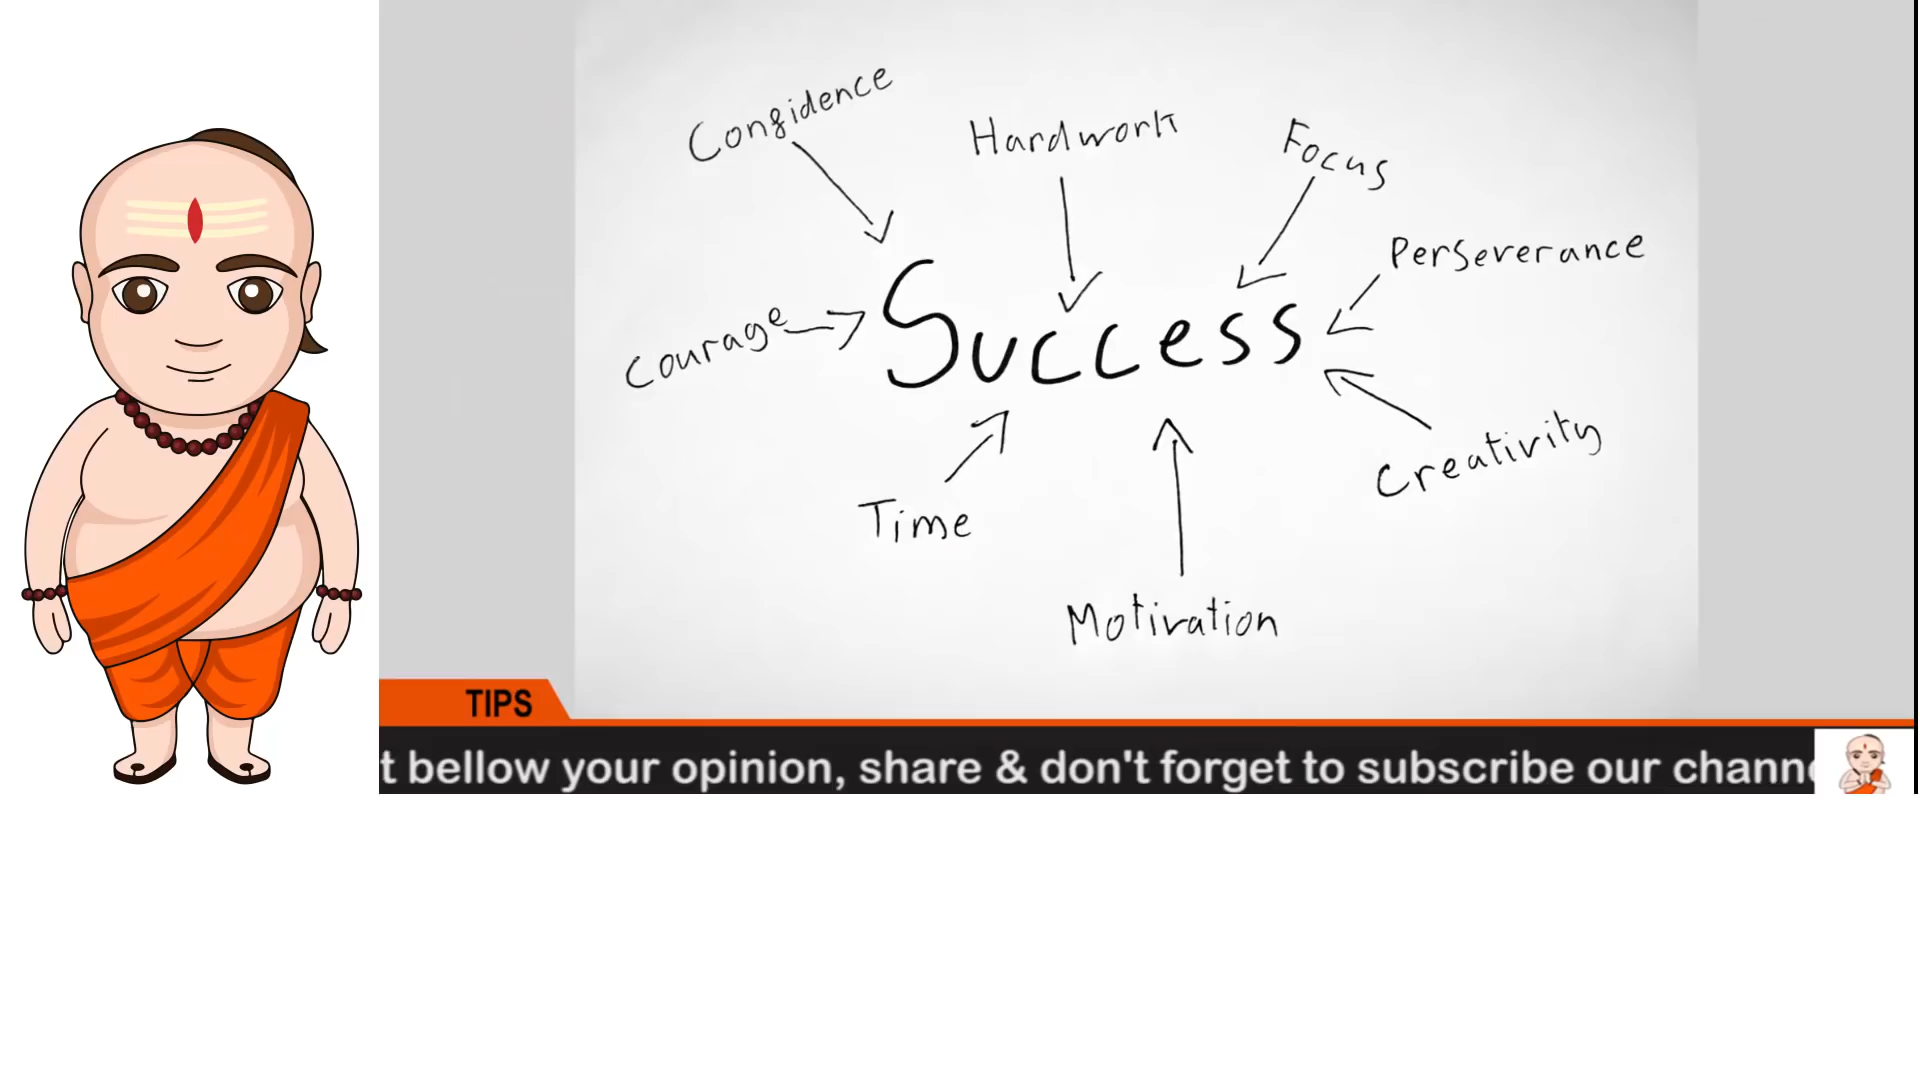 Confidence
Hardwork
Focus
Perseverance
Courage
Success
Creativity
Time
Motivation
TIPS
t bellow your opinion, share & don't forget to subscribe our chann